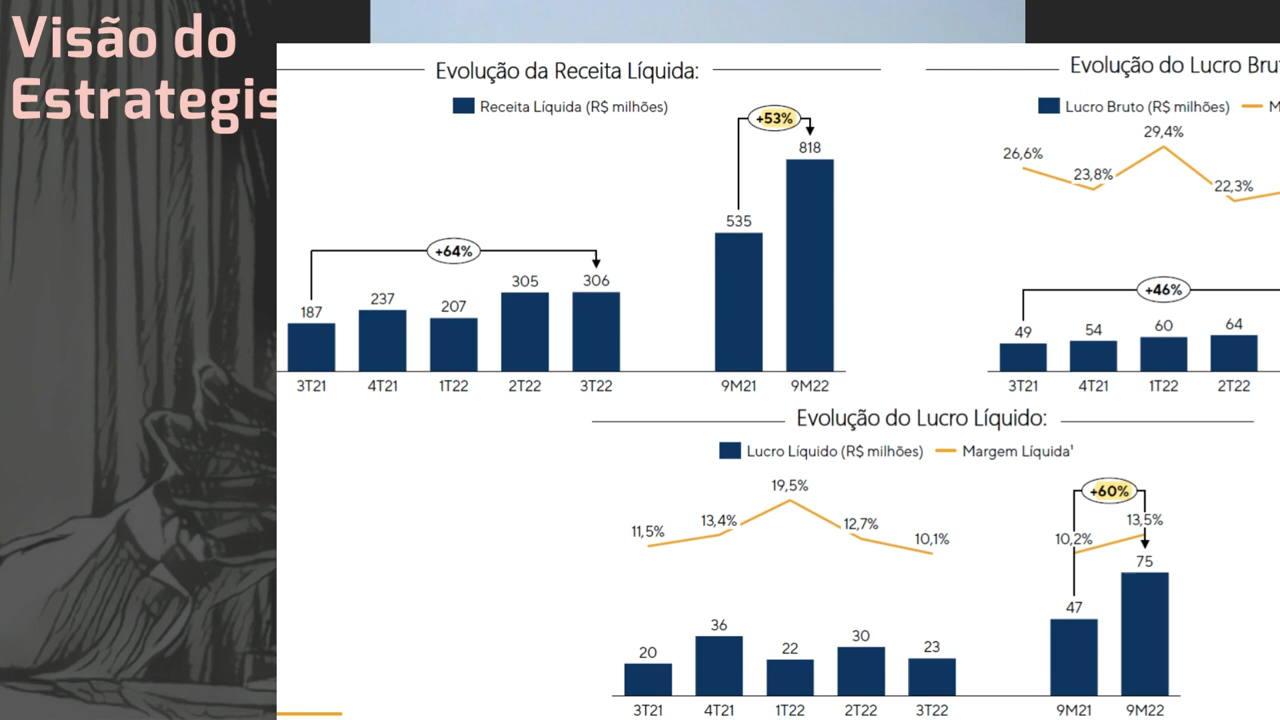 Visão do
Estrategis
Evolução da Receita Líquida:
Receita Líquida (R$ milhões)
+53%
818
535
+64%
187
237
207
305
306
3T21
4T21
1T22
2T22
3T22
9M21
9M22
Evolução do Lucro Bru
Lucro Bruto (R$ milhões)
M
26,6%
23,8%
29,4%
22,3%
+46%
49
54
60
64
3T21
4T21
1T22
2T22
Evolução do Lucro Líquido:
Lucro Líquido (R$ milhões)
Margem Líquida¹
11,5%
13,4%
19,5%
12,7%
10,1%
+60%
10,2%
13,5%
20
36
22
30
23
47
75
3T21
4T21
1T22
2T22
3T22
9M21
9M22